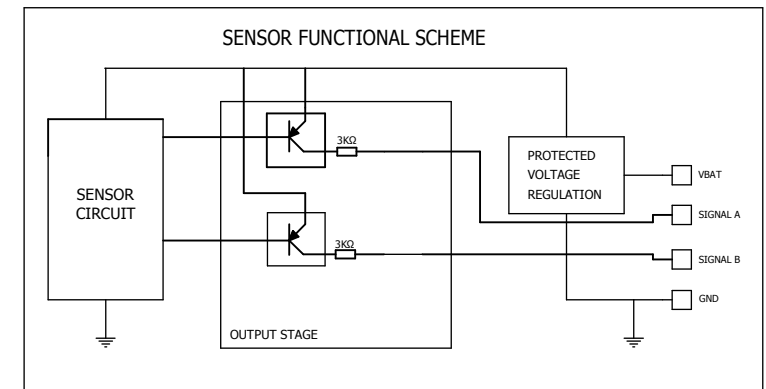 SENSOR FUNCTIONAL SCHEME
3KΩ
PROTECTED
VOLTAGE
REGULATION
VBAT
SENSOR
CIRCUIT
SIGNAL A
3KΩ
SIGNAL B
GND
OUTPUT STAGE